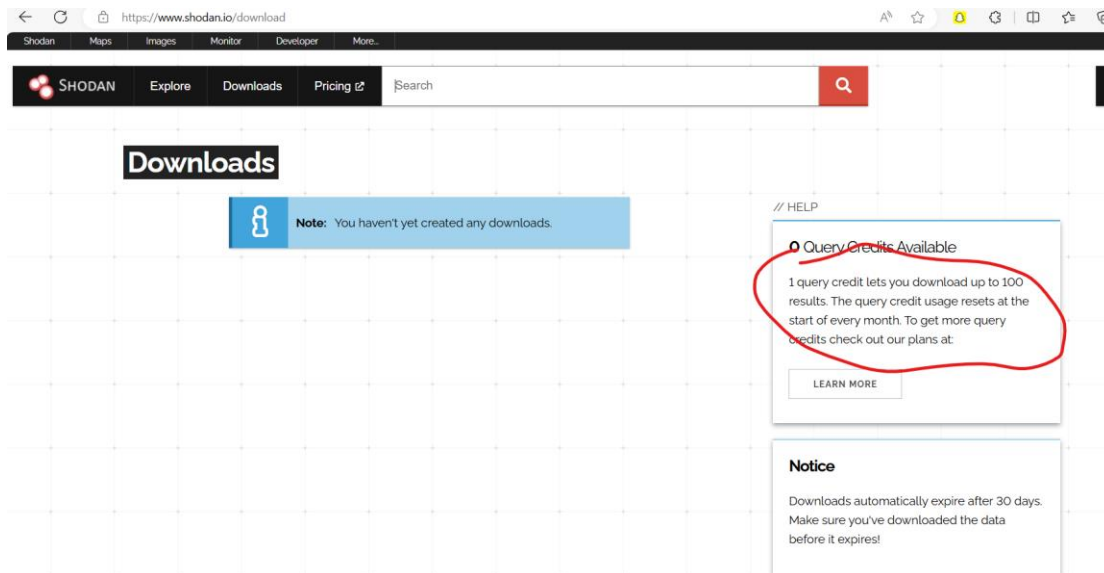 https://www.shodan.io/download
Shodan Maps Images Monitor Developer More...
SHODAN Explore Downloads Pricing Search
Downloads
Note: You haven't yet created any downloads.
// HELP
0 Query Credits Available
1 query credit lets you download up to 100
results. The query credit usage resets at the
start of every month. To get more query
credits check out our plans at:
LEARN MORE
Notice
Downloads automatically expire after 30 days.
Make sure you've downloaded the data
before it expires!